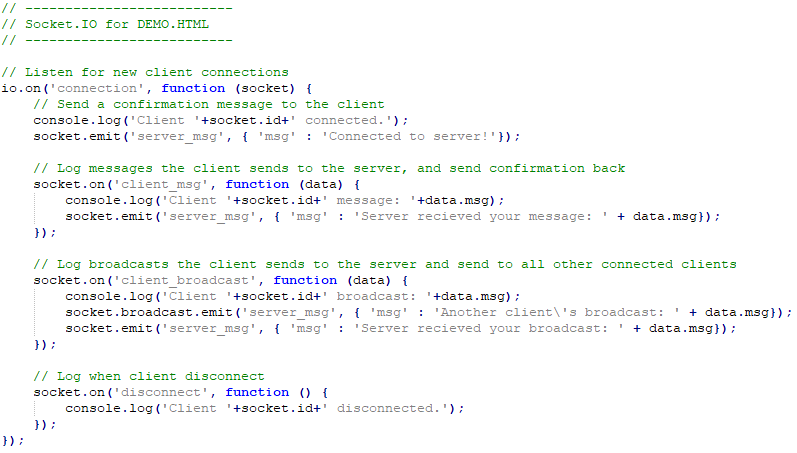 // --------------------------
// Socket.IO for DEMO.HTML
// --------------------------

// Listen for new client connections
io.on('connection', function (socket) {
    // Send a confirmation message to the client
    console.log('Client '+socket.id+' connected.');
    socket.emit('server_msg', { 'msg' : 'Connected to server!'});

    // Log messages the client sends to the server, and send confirmation back
    socket.on('client_msg', function (data) {
        console.log('Client '+socket.id+' message: '+data.msg);
        socket.emit('server_msg', { 'msg' : 'Server recieved your message: ' + data.msg});
    });

    // Log broadcasts the client sends to the server and send to all other connected clients
    socket.on('client_broadcast', function (data) {
        console.log('Client '+socket.id+' broadcast: '+data.msg);
        socket.broadcast.emit('server_msg', { 'msg' : 'Another client\'s broadcast: ' + data.msg});
        socket.emit('server_msg', { 'msg' : 'Server recieved your broadcast: ' + data.msg});
    });

    // Log when client disconnect
    socket.on('disconnect', function () {
        console.log('Client '+socket.id+' disconnected.');
    });
});